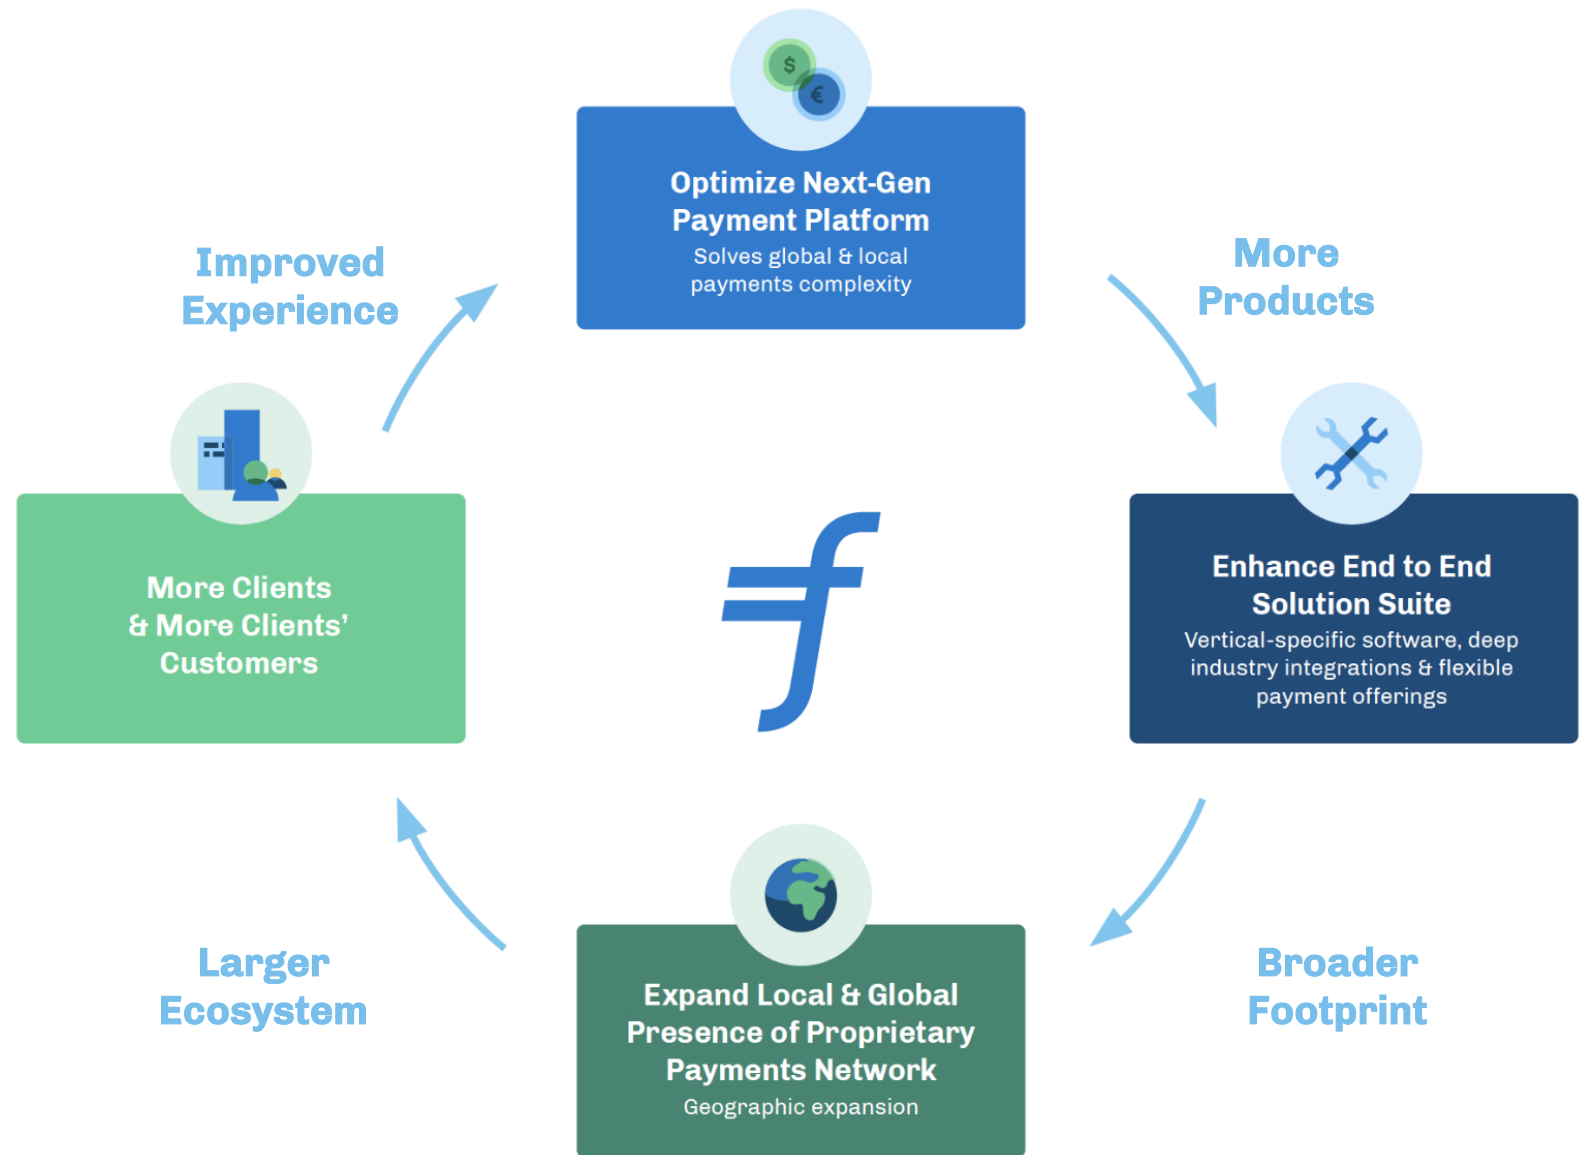 $
€
Optimize Next-Gen
Payment Platform
Solves global & local
payments complexity
More
Products
Enhance End to End
Solution Suite
Vertical-specific software, deep
industry integrations & flexible
payment offerings
Broader
Footprint
Expand Local & Global
Presence of Proprietary
Payments Network
Geographic expansion
Larger
Ecosystem
More Clients
& More Clients’
Customers
Improved
Experience